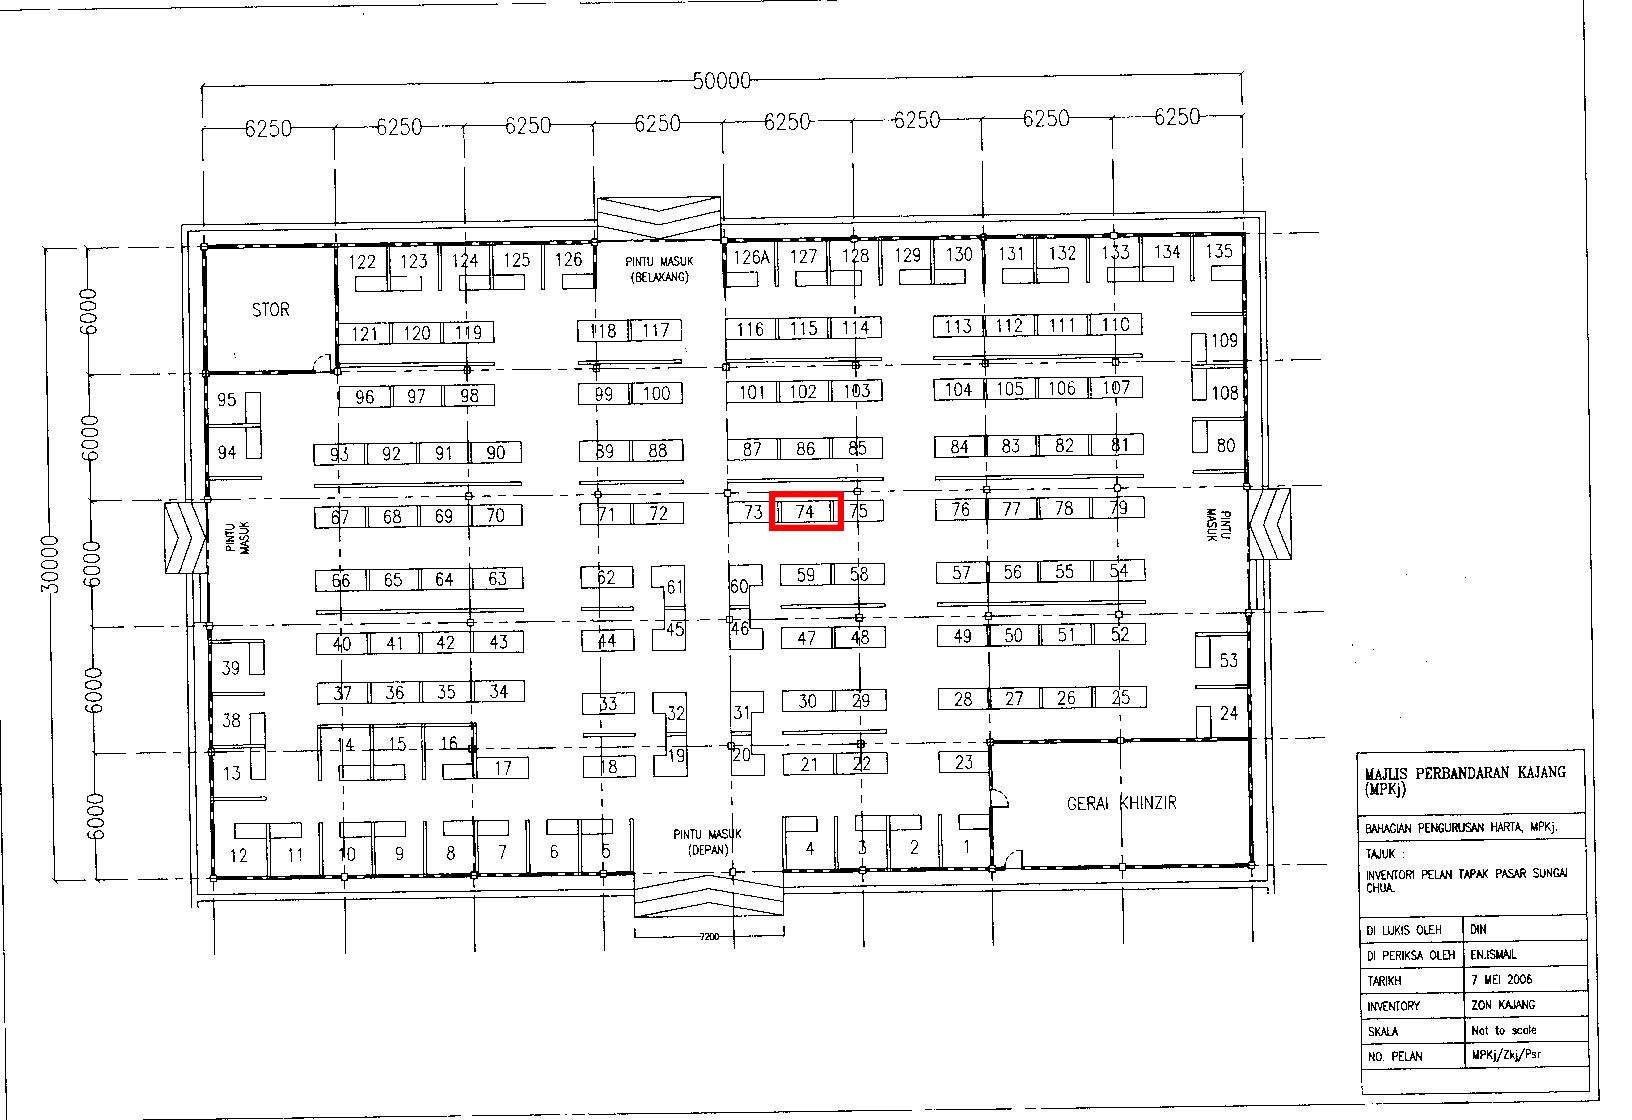 50000
6250 6250 6250 6250 6250 6250 6250 6250
122 123 124 125 126
PINTU MASUK
(BELAKANG)
126A 127 128 129 130 131 132 133 134 135
6000
STOR
121 120 119 118 117 116 115 114 113 112 111 110
109
96 97 98 99 100 101 102 103 104 105 106 107
95
108
6000
94
93 92 91 90 89 88 87 86 85 84 83 82 81
80
67 68 69 70 71 72 73 74 75 76 77 78 79
PINTU
MASUK
PINTU
MASUK
30000
6000
66 65 64 63 62 61 60 59 58 57 56 55 54
40 41 42 43 44 45 46 47 48 49 50 51 52
39
53
6000
37 36 35 34 33 32 31 30 29 28 27 26 25
38
24
14 15 16
13
17 18 19 20 21 22 23
6000
GERAI KHINZIR
PINTU MASUK
(DEPAN)
12 11 10 9 8 7 6 5 4 3 2 1
7200
MAJLIS PERBANDARAN KAJANG
(MPKj)
BAHAGIAN PENGURUSAN HARTA, MPKj.
TAJUK :
INVENTORI PELAN TAPAK PASAR SUNGAI
CHUA.
DI LUKIS OLEH DIN
DI PERIKSA OLEH EN.ISMAIL
TARIKH 7 MEI 2006
INVENTORY ZON KAJANG
SKALA Not to scale
NO. PELAN MPKj/Zkj/Psr